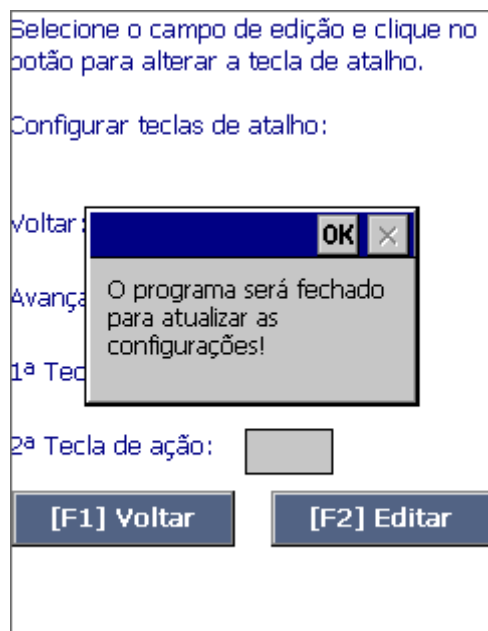 Selecione o campo de edição e clique no
botão para alterar a tecla de atalho.
Configurar teclas de atalho:
Voltar:
OK
Avança
O programa será fechado
para atualizar as
configurações!
1ª Tec
2ª Tecla de ação:
[F1] Voltar [F2] Editar